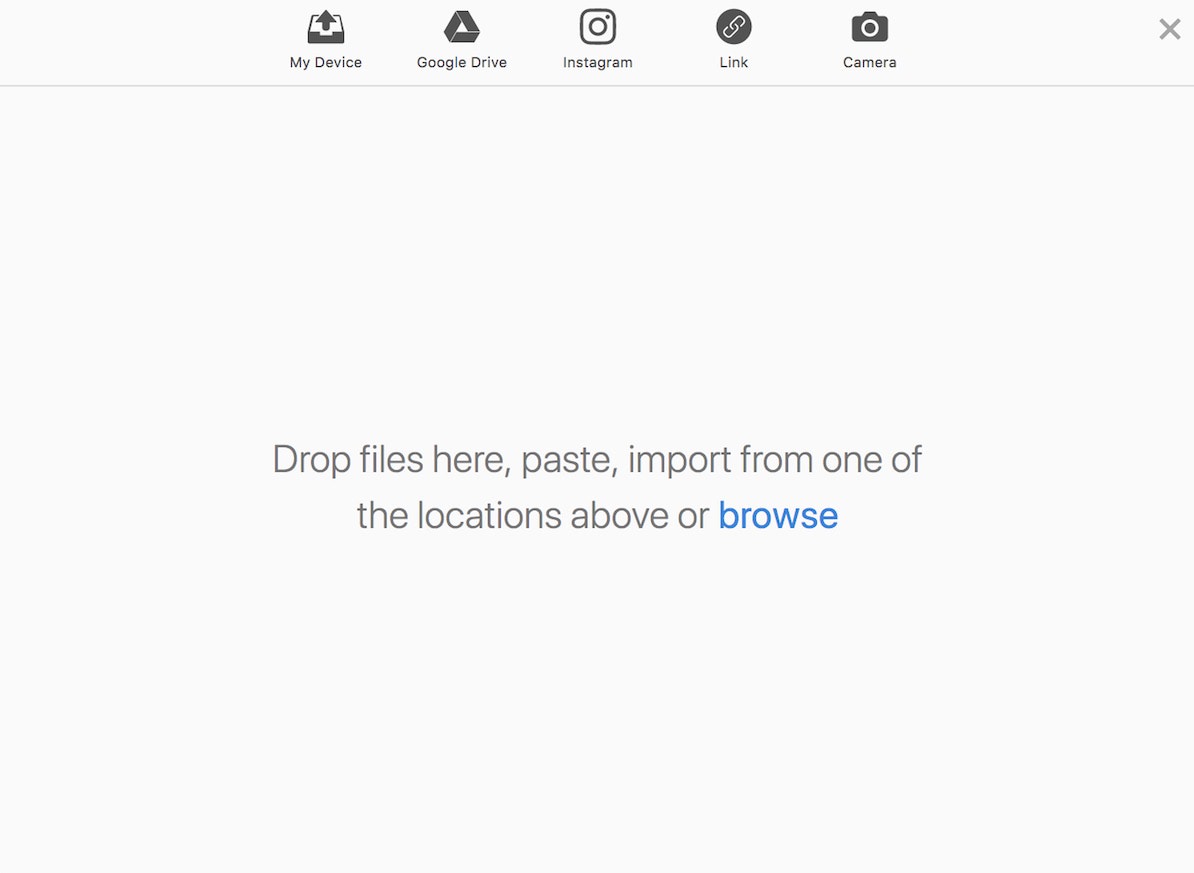 My Device
Google Drive
Instagram
Link
Camera
Drop files here, paste, import from one of
the locations above or browse